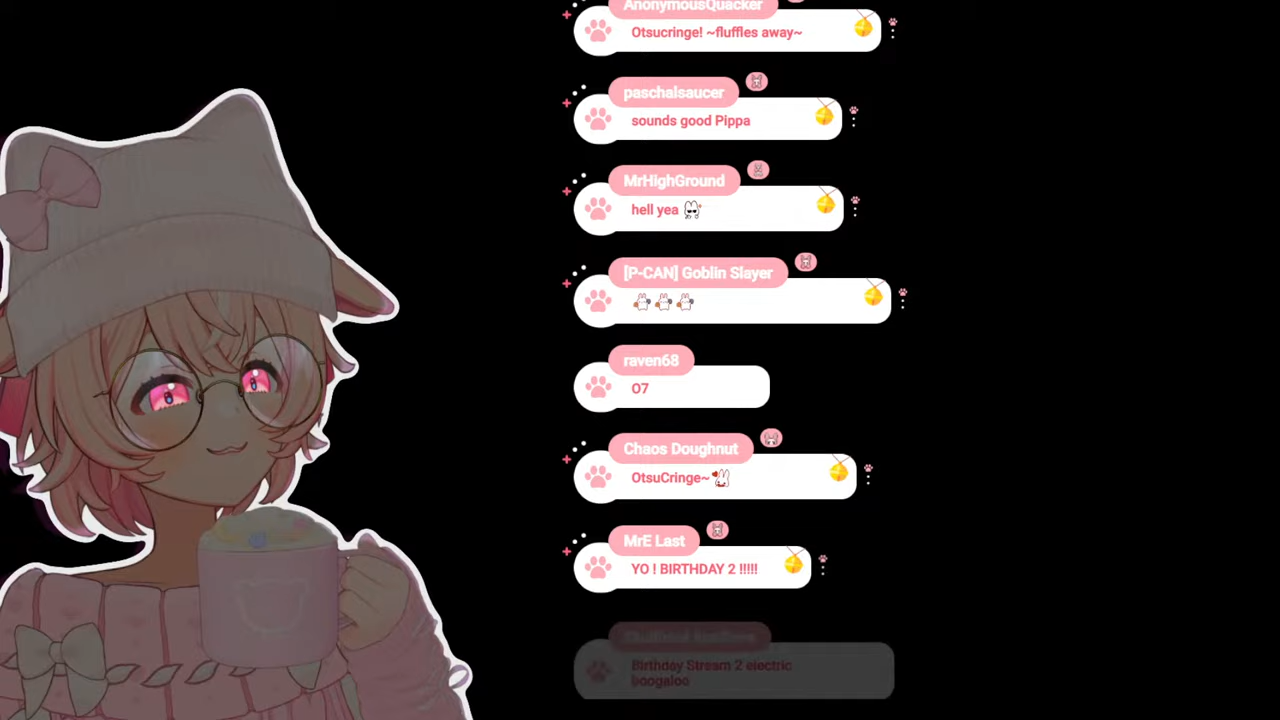 AnonymousQuacker
Otsucringe! ~fluffles away~
paschalsaucer
sounds good Pippa
MrHighGround
hell yea
[P-CAN] Goblin Slayer
raven68
O7
Chaos Doughnut
OtsuCringe~
MrE Last
YO ! BIRTHDAY 2 !!!!!
Birthday Stream 2 electric
boogaloo